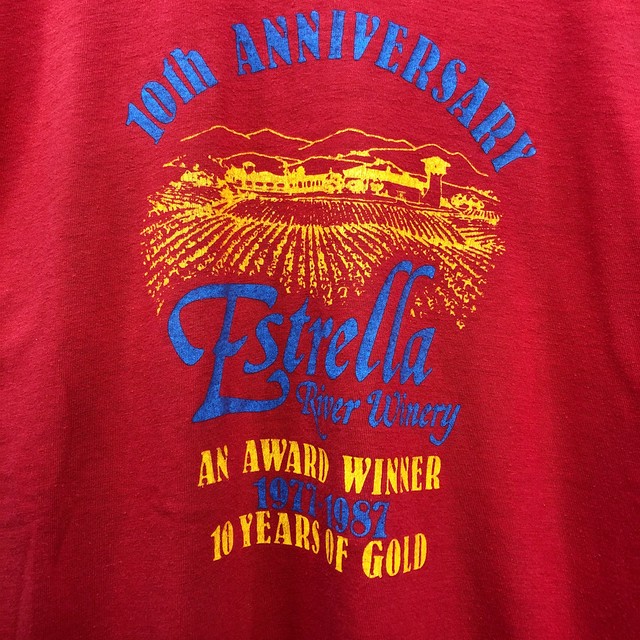 10th ANNIVERSARY
Estrella
River Winery
AN AWARD WINNER
1977 1987
10 YEARS OF GOLD